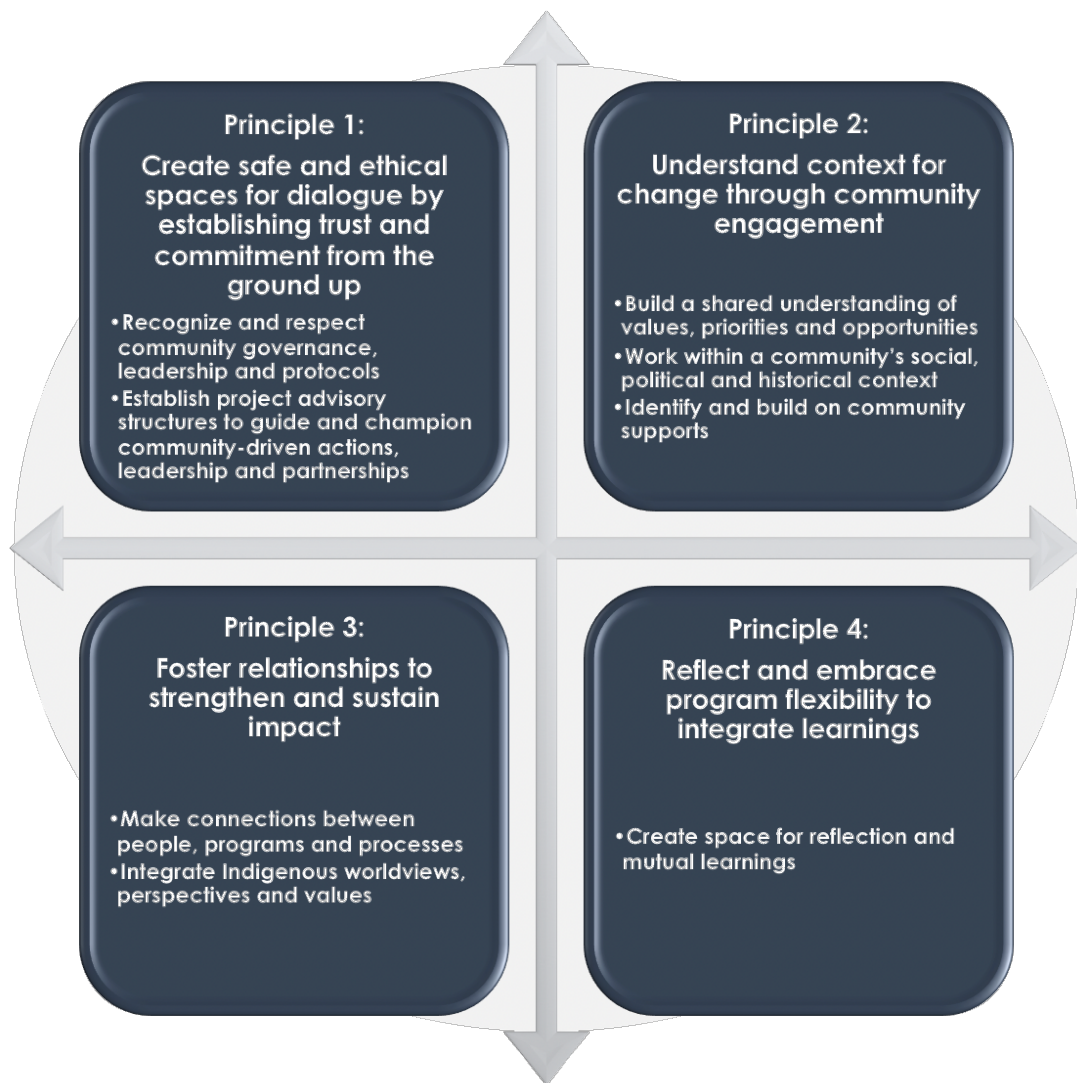 Principle 1:
Create safe and ethical
spaces for dialogue by
establishing trust and
commitment from the
ground up
•Recognize and respect
community governance,
leadership and protocols
•Establish project advisory
structures to guide and champion
community-driven actions,
leadership and partnerships
Principle 2:
Understand context for
change through community
engagement
•Build a shared understanding of
values, priorities and opportunities
•Work within a community's social,
political and historical context
•Identify and build on community
supports
Principle 3:
Foster relationships to
strengthen and sustain
impact
•Make connections between
people, programs and processes
•Integrate Indigenous worldviews,
perspectives and values
Principle 4:
Reflect and embrace
program flexibility to
integrate learnings
•Create space for reflection and
mutual learnings